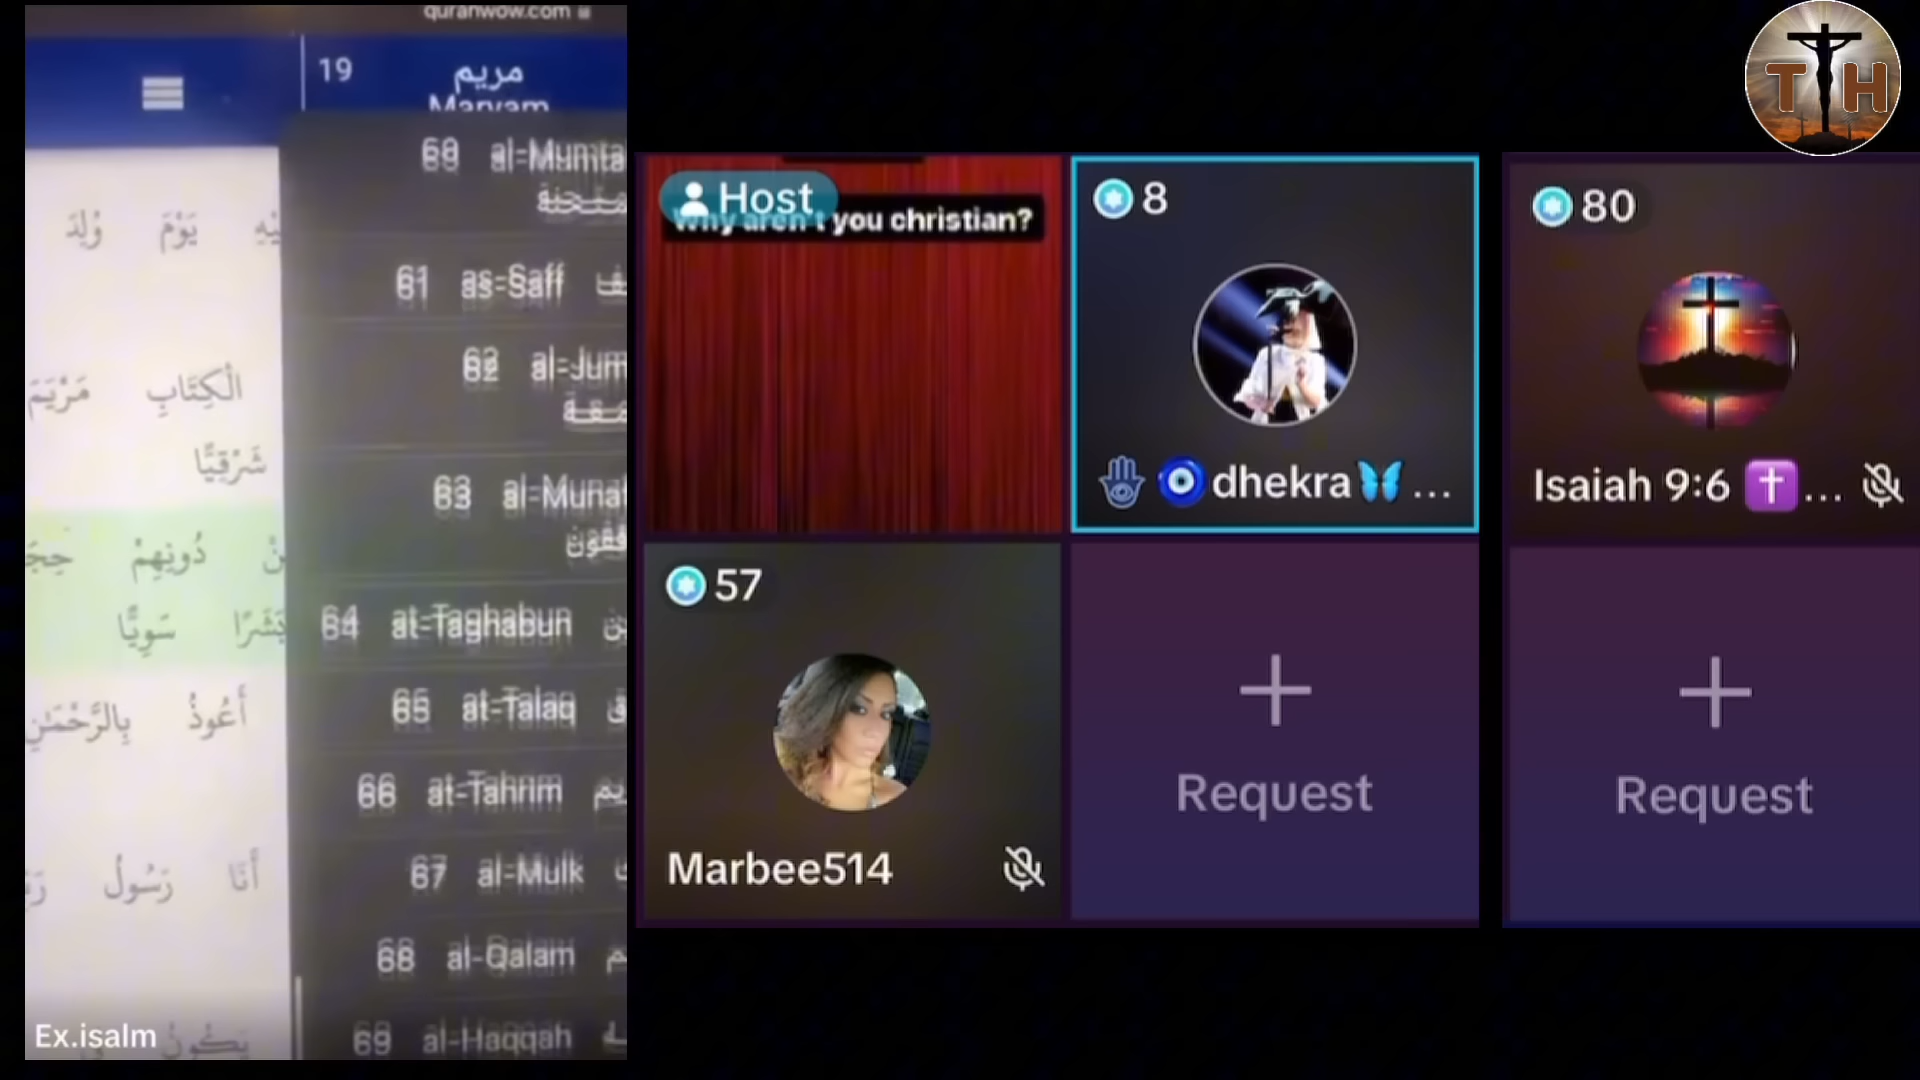 quranwow.com
19 مريم
Maryam
يَوْمَ وُلِدَ
الْكِتَابِ مَرْيَمَ
شَرْقِيًّا
دُونِهِمْ
بَشَرًا سَوِيًّا
أَعُوذُ بِالرَّحْمَٰنِ
أَنَا رَسُولُ
يَكُونُ
60 al-Mumta
61 as-Saff
62 al-Jum
63 al-Munaf
64 at-Taghabun
65 at-Talaq
66 at-Tahrim
67 al-Mulk
68 al-Qalam
69 al-Haqqah
Ex.isalm
Host
Why aren't you christian?
8
dhekra...
80
Isaiah 9:6 ...
57
Marbee514
Request
Request
T H